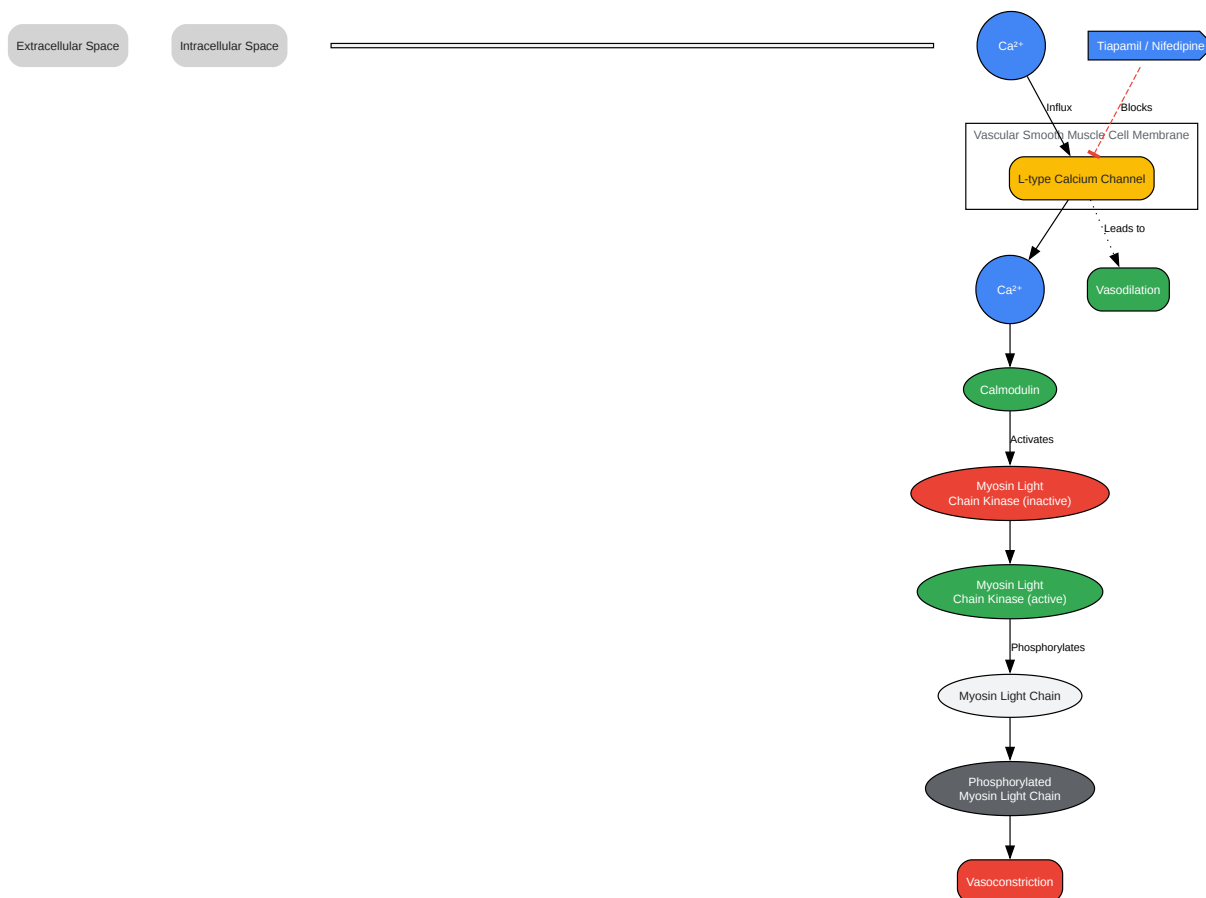 Extracellular Space
Intracellular Space
Ca²⁺
Tiapamil / Nifedipine
Influx
Blocks
Vascular Smooth Muscle Cell Membrane
L-type Calcium Channel
Leads to
Ca²⁺
Vasodilation
Calmodulin
Activates
Myosin Light
Chain Kinase (inactive)
Myosin Light
Chain Kinase (active)
Phosphorylates
Myosin Light Chain
Phosphorylated
Myosin Light Chain
Vasoconstriction